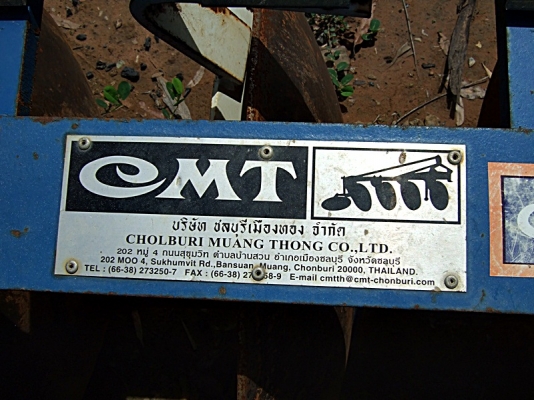 CMT
บริษัท ชลบุรีเมืองทอง จำกัด
CHOLBURI MUANG THONG CO.,LTD.
202 หมู่ 4 ถนนสุขุมวิท ตำบลบ้านสวน อำเภอเมืองชลบุรี จังหวัดชลบุรี
202 MOO 4, Sukhumvit Rd.,Bansuan, Muang, Chonburi 20000, THAILAND.
TEL : (66-38) 273250-7 FAX : (66-38) E-mail cmtth@cmt-chonburi.com